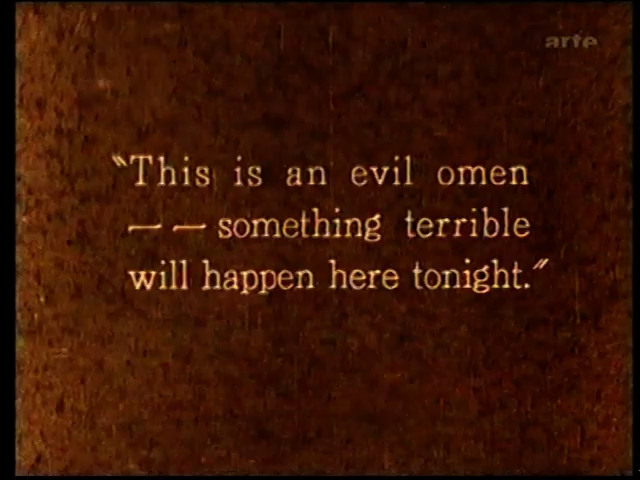 arte
"This is an evil omen
— — something terrible
will happen here tonight."